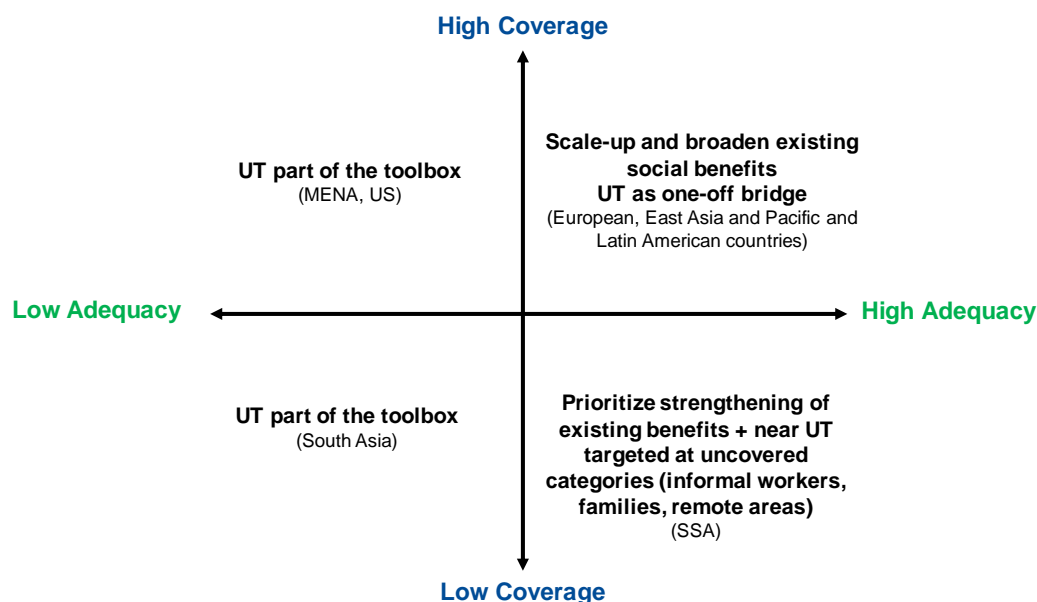 High Coverage
UT part of the toolbox
(MENA, US)
Scale-up and broaden existing
social benefits
UT as one-off bridge
(European, East Asia and Pacific and
Latin American countries)
Low Adequacy
High Adequacy
UT part of the toolbox
(South Asia)
Prioritize strengthening of
existing benefits + near UT
targeted at uncovered
categories (informal workers,
families, remote areas)
(SSA)
Low Coverage